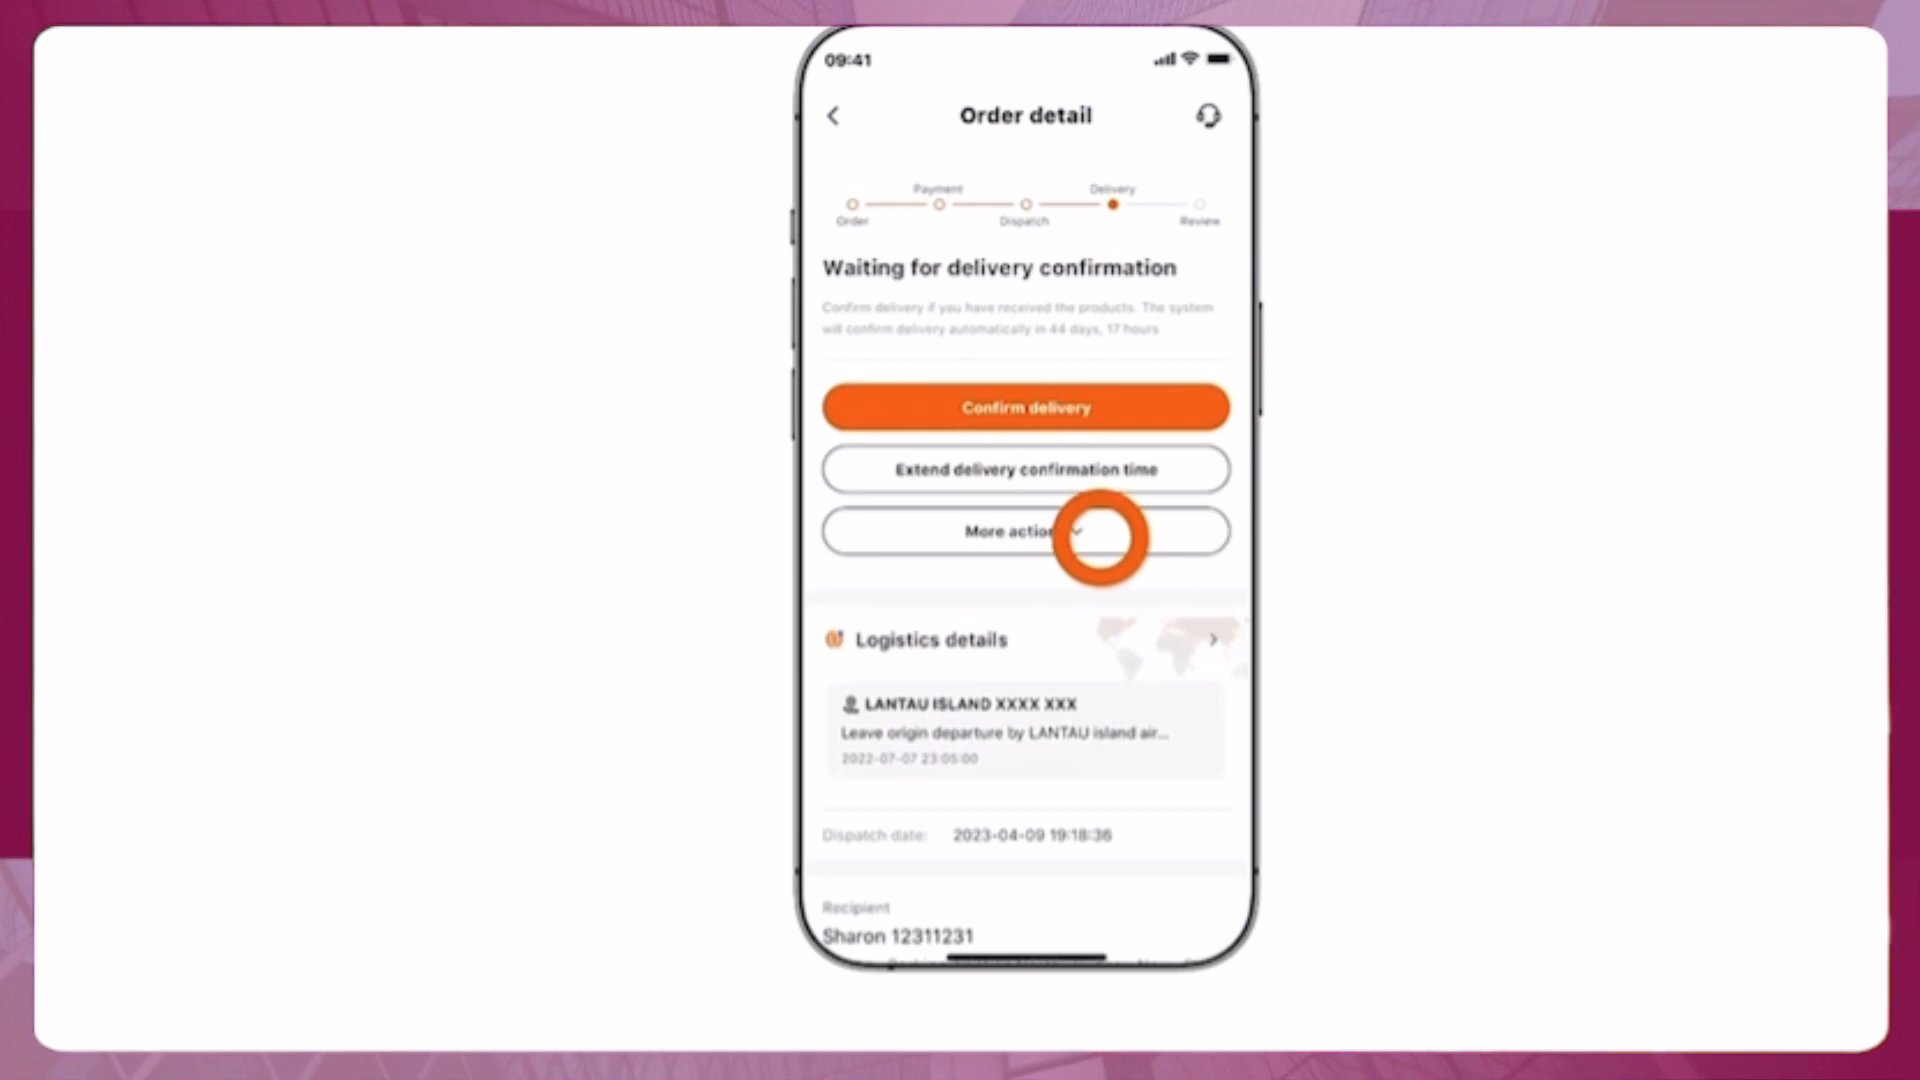 09:41
Order detail
Payment
Delivery
Order
Dispatch
Review
Waiting for delivery confirmation
Confirm delivery if you have received the products. The system
will confirm delivery automatically in 44 days, 17 hours
Confirm delivery
Extend delivery confirmation time
More action
Logistics details
LANTAU ISLAND XXXX XXX
Leave origin departure by LANTAU island air...
2022-07-07 23:05:00
Dispatch date: 2023-04-09 19:18:36
Recipient
Sharon 12311231